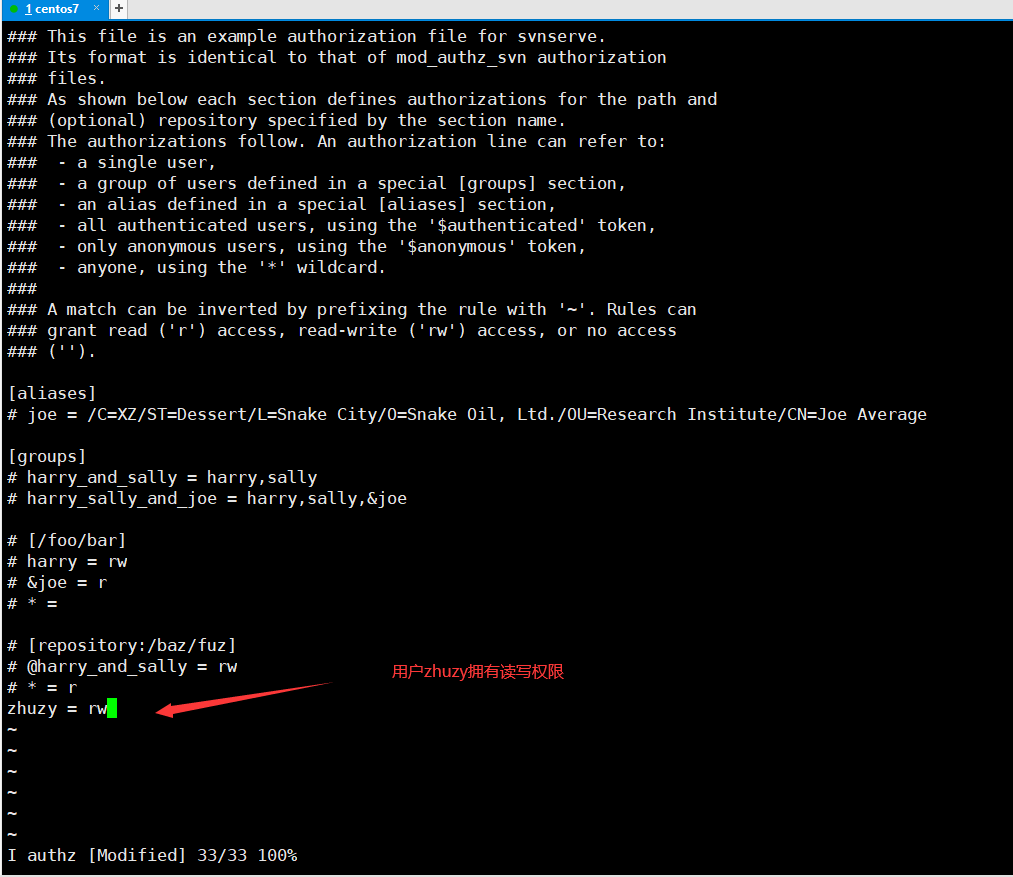 1 centos7 × +
### This file is an example authorization file for svnserve.
### Its format is identical to that of mod_authz_svn authorization
### files.
### As shown below each section defines authorizations for the path and
### (optional) repository specified by the section name.
### The authorizations follow. An authorization line can refer to:
###  - a single user,
###  - a group of users defined in a special [groups] section,
###  - an alias defined in a special [aliases] section,
###  - all authenticated users, using the '$authenticated' token,
###  - only anonymous users, using the '$anonymous' token,
###  - anyone, using the '*' wildcard.
###
### A match can be inverted by prefixing the rule with '~'. Rules can
### grant read ('r') access, read-write ('rw') access, or no access
### ('').
[aliases]
# joe = /C=XZ/ST=Dessert/L=Snake City/O=Snake Oil, Ltd./OU=Research Institute/CN=Joe Average
[groups]
# harry_and_sally = harry,sally
# harry_sally_and_joe = harry,sally,&joe
# [/foo/bar]
# harry = rw
# &joe = r
# * =
# [repository:/baz/fuz]
# @harry_and_sally = rw
用户zhuzy拥有读写权限
# * = r
zhuzy = rw
~
~
~
~
~
~
I authz [Modified] 33/33 100%